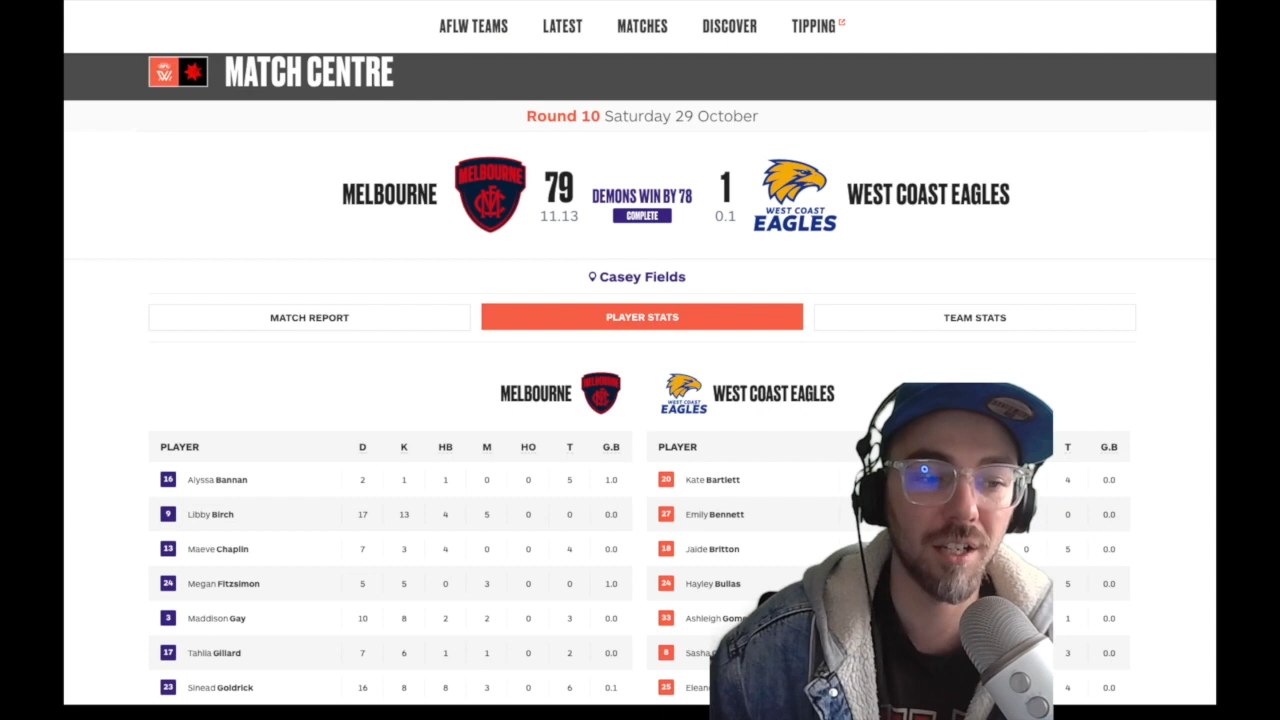 AFLW TEAMS LATEST MATCHES DISCOVER TIPPING
MATCH CENTRE
Round 10 Saturday 29 October
MELBOURNE MELBOURNE 79 DEMONS WIN BY 78 1 WEST COAST EAGLES WEST COAST EAGLES
11.13 COMPLETE 0.1
Casey Fields
MATCH REPORT PLAYER STATS TEAM STATS
MELBOURNE MELBOURNE WEST COAST EAGLES WEST COAST EAGLES
PLAYER D K HB M HO T G.B PLAYER T G.B
16 Alyssa Bannan 2 1 1 0 0 5 1.0 20 Kate Bartlett 4 0.0
9 Libby Birch 17 13 4 5 0 0 0.0 27 Emily Bennett 0 0.0
13 Maeve Chaplin 7 3 4 0 0 4 0.0 18 Jaide Britton 0 5 0.0
24 Megan Fitzsimon 5 5 0 3 0 0 1.0 24 Hayley Bullas 5 0.0
3 Maddison Gay 10 8 2 2 0 3 0.0 33 Ashleigh 1 0.0
17 Tahlia Gillard 7 6 1 1 0 2 0.0 8 Sasha 3 0.0
23 Sinead Goldrick 16 8 8 3 0 6 0.1 25 4 0.0